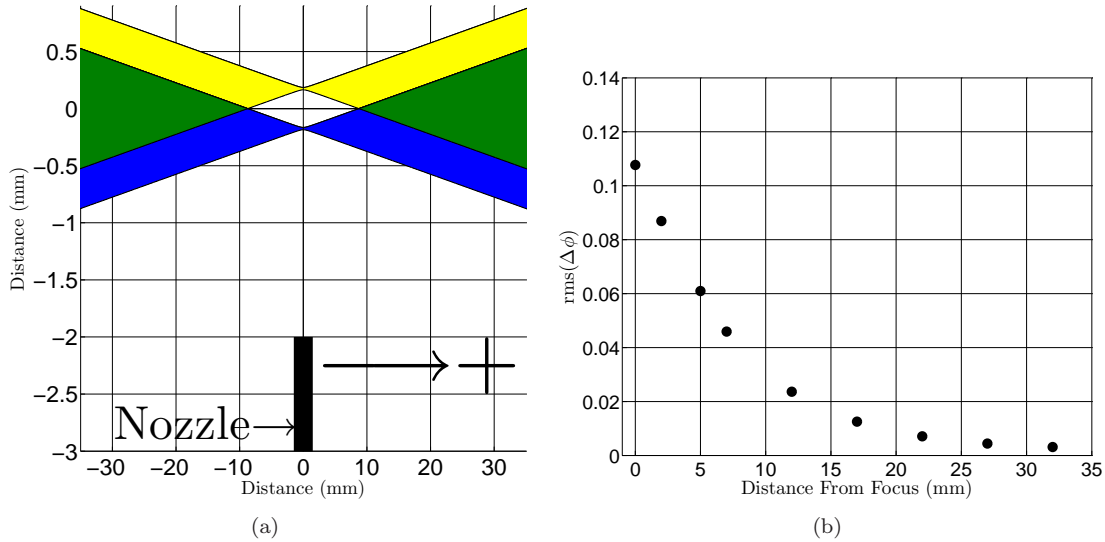 0.5
0
−0.5
−1
−2
−2.5
−3
Distance (mm)
Nozzle→
→ +
−30 −20 −10 0 10 20 30
Distance (mm)
(a)
0.14
0.12
0.1
0.08
0.06
0.04
0.02
0
rms(Δϕ)
0 5 10 15 20 25 30 35
Distance From Focus (mm)
(b)